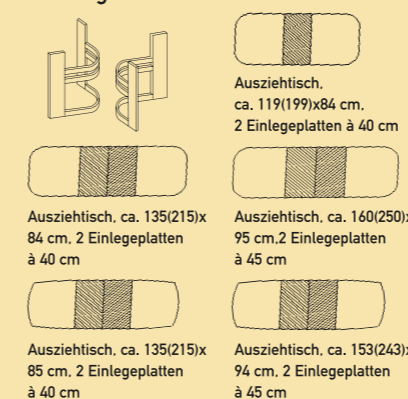 Ausziehtisch,
ca. 119(199)x84 cm,
2 Einlegeplatten à 40 cm
Ausziehtisch, ca. 135(215)x
84 cm, 2 Einlegeplatten
à 40 cm
Ausziehtisch, ca. 160(250)x
95 cm,2 Einlegeplatten
à 45 cm
Ausziehtisch, ca. 135(215)x
85 cm, 2 Einlegeplatten
à 40 cm
Ausziehtisch, ca. 153(243)x
94 cm, 2 Einlegeplatten
à 45 cm